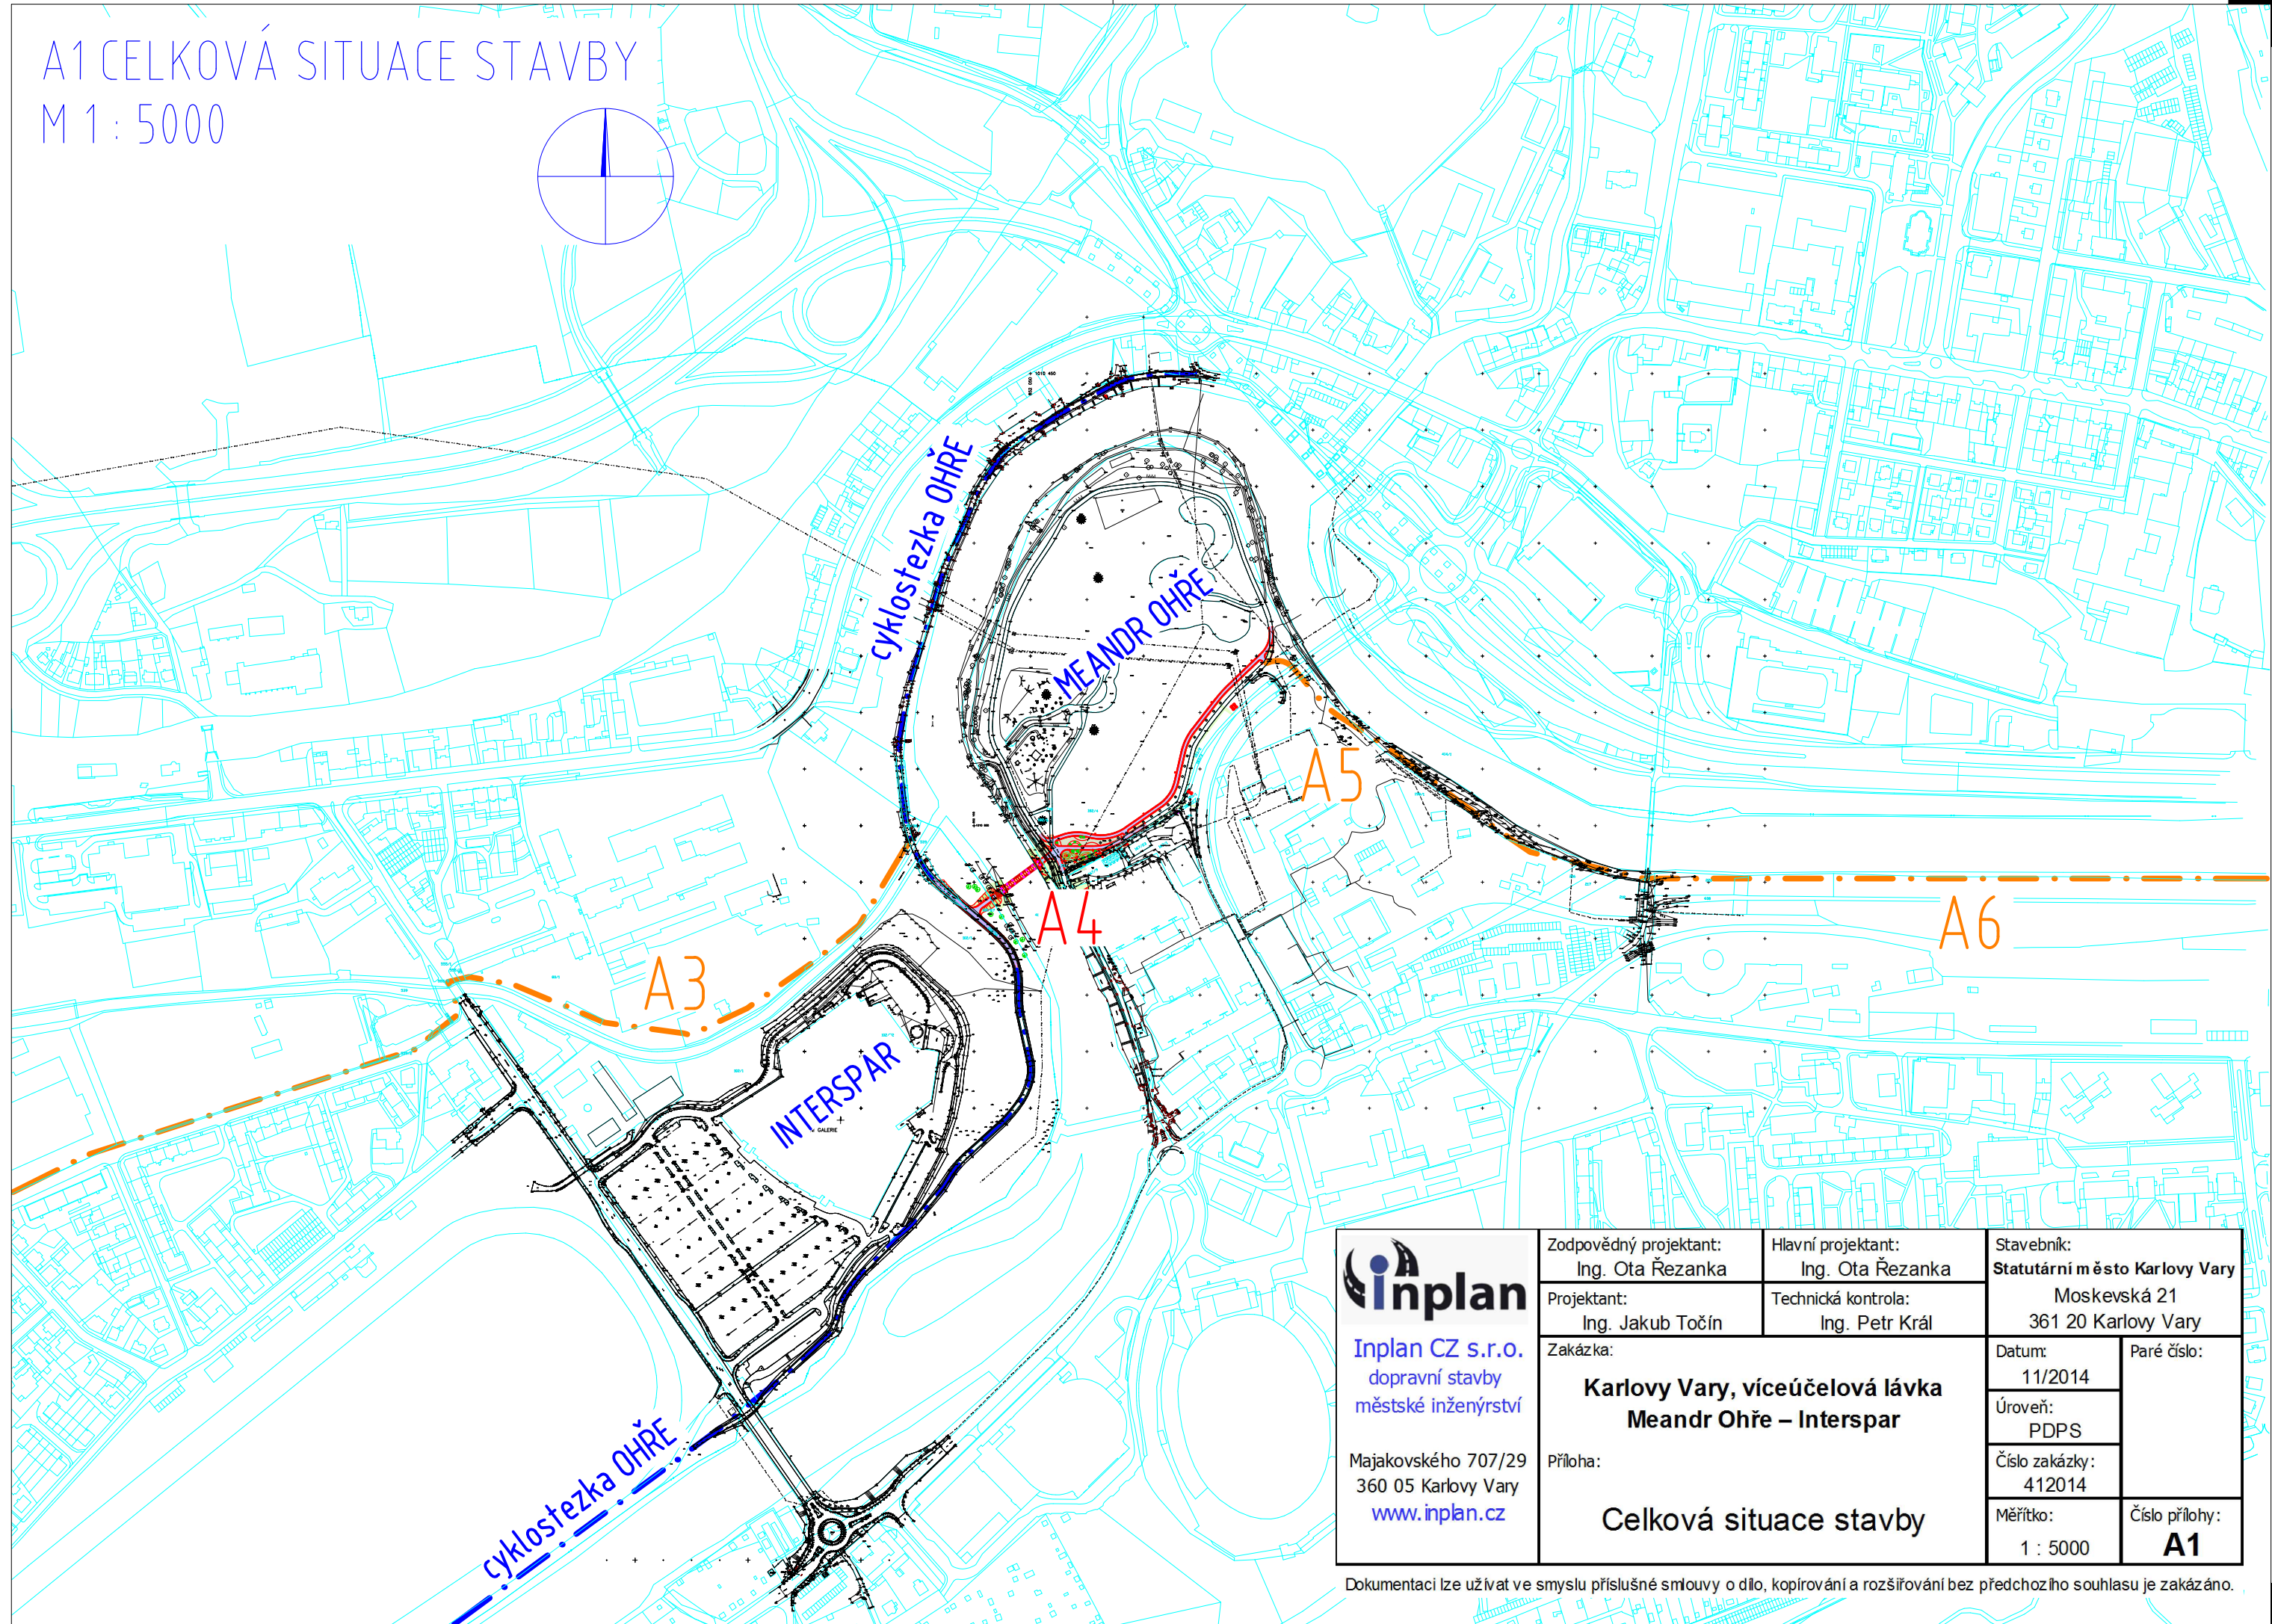 A1 CELKOVÁ SITUACE STAVBY
M 1 : 5000
cyklostezka OHŘE
MEANDR OHŘE
A5
A4
A3
A6
INTERSPAR
GALERIE
cyklostezka OHŘE
inplan
Inplan CZ s.r.o.
dopravní stavby
městské inženýrství
Majakovského 707/29
360 05 Karlovy Vary
www.inplan.cz
Zodpovědný projektant:
Ing. Ota Řezanka
Hlavní projektant:
Ing. Ota Řezanka
Projektant:
Ing. Jakub Točín
Technická kontrola:
Ing. Petr Král
Zakázka:
Karlovy Vary, víceúčelová lávka
Meandr Ohře – Interspar
Příloha:
Celková situace stavby
Stavebník:
Statutární město Karlovy Vary
Moskevská 21
361 20 Karlovy Vary
Datum:
11/2014
Paré číslo:
Úroveň:
PDPS
Číslo zakázky:
412014
Měřítko:
1 : 5000
Číslo přílohy:
A1
Dokumentaci lze užívat ve smyslu příslušné smlouvy o dílo, kopírování a rozšiřování bez předchozího souhlasu je zakázáno.